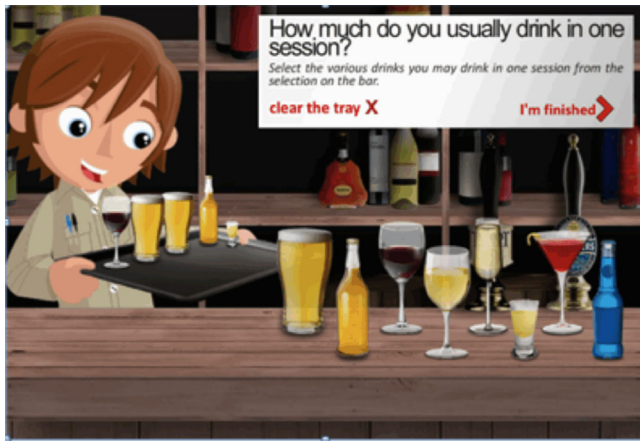 How much do you usually drink in one
session?
Select the various drinks you may drink in one session from the
selection on the bar.
clear the tray X
I'm finished